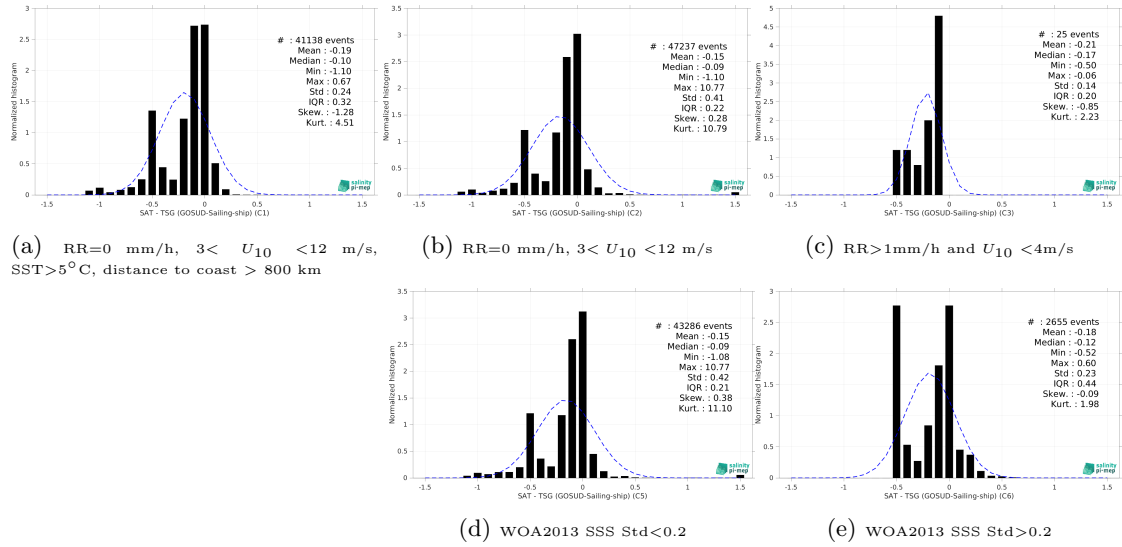 3
2.5
2
1.5
1
0.5
0
Normalized histogram
# : 41138 events
Mean : -0.19
Median : -0.10
Min : -1.10
Max : 0.67
Std : 0.24
IQR : 0.32
Skew. : -1.28
Kurt. : 4.51
salinity
pi-mep
-1.5 -1 -0.5 0 0.5 1 1.5
SAT - TSG (GOSUD-Sailing-ship) (C1)
(a) RR=0 mm/h, 3< U10 <12 m/s,
SST>5°C, distance to coast > 800 km
3.5
3
2.5
2
1.5
1
0.5
0
Normalized histogram
# : 47237 events
Mean : -0.15
Median : -0.09
Min : -1.10
Max : 10.77
Std : 0.41
IQR : 0.22
Skew. : 0.28
Kurt. : 10.79
salinity
pi-mep
-1.5 -1 -0.5 0 0.5 1 1.5
SAT - TSG (GOSUD-Sailing-ship) (C2)
(b) RR=0 mm/h, 3< U10 <12 m/s
5
4.5
4
3.5
3
2.5
2
1.5
1
0.5
0
Normalized histogram
# : 25 events
Mean : -0.21
Median : -0.17
Min : -0.50
Max : -0.06
Std : 0.14
IQR : 0.20
Skew. : -0.85
Kurt. : 2.23
salinity
pi-mep
-1.5 -1 -0.5 0 0.5 1 1.5
SAT - TSG (GOSUD-Sailing-ship) (C3)
(c) RR>1mm/h and U10 <4m/s
3.5
3
2.5
2
1.5
1
0.5
0
Normalized histogram
# : 43286 events
Mean : -0.15
Median : -0.09
Min : -1.08
Max : 10.77
Std : 0.42
IQR : 0.21
Skew. : 0.38
Kurt. : 11.10
salinity
pi-mep
-1.5 -1 -0.5 0 0.5 1 1.5
SAT - TSG (GOSUD-Sailing-ship) (C5)
(d) WOA2013 SSS Std<0.2
3
2.5
2
1.5
1
0.5
0
Normalized histogram
# : 2655 events
Mean : -0.18
Median : -0.12
Min : -0.52
Max : 0.60
Std : 0.23
IQR : 0.44
Skew. : -0.09
Kurt. : 1.98
salinity
pi-mep
-1.5 -1 -0.5 0 0.5 1 1.5
SAT - TSG (GOSUD-Sailing-ship) (C6)
(e) WOA2013 SSS Std>0.2